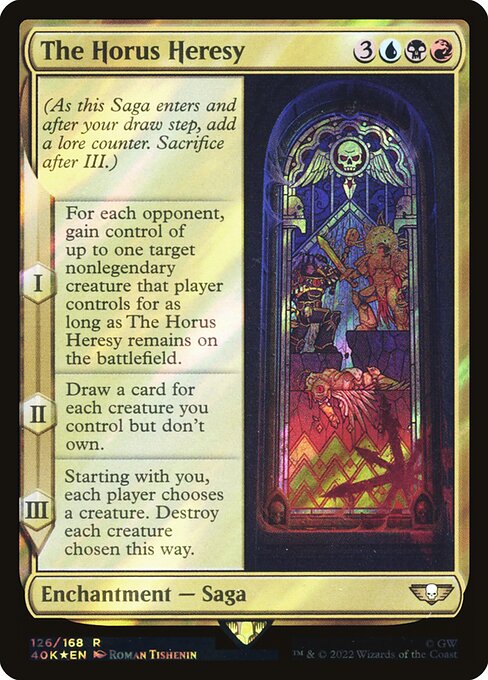 The Horus Heresy 3
(As this Saga enters and
after your draw step, add
a lore counter. Sacrifice
after III.)
I
For each opponent,
gain control of
up to one target
nonlegendary
creature that player
controls for as
long as The Horus
Heresy remains on
the battlefield.
II
Draw a card for
each creature you
control but don't
own.
III
Starting with you,
each player chooses
a creature. Destroy
each creature
chosen this way.
Enchantment — Saga
126/168 R
40K★EN Roman Tishenin
© GW
™ & © 2022 Wizards of the Coast